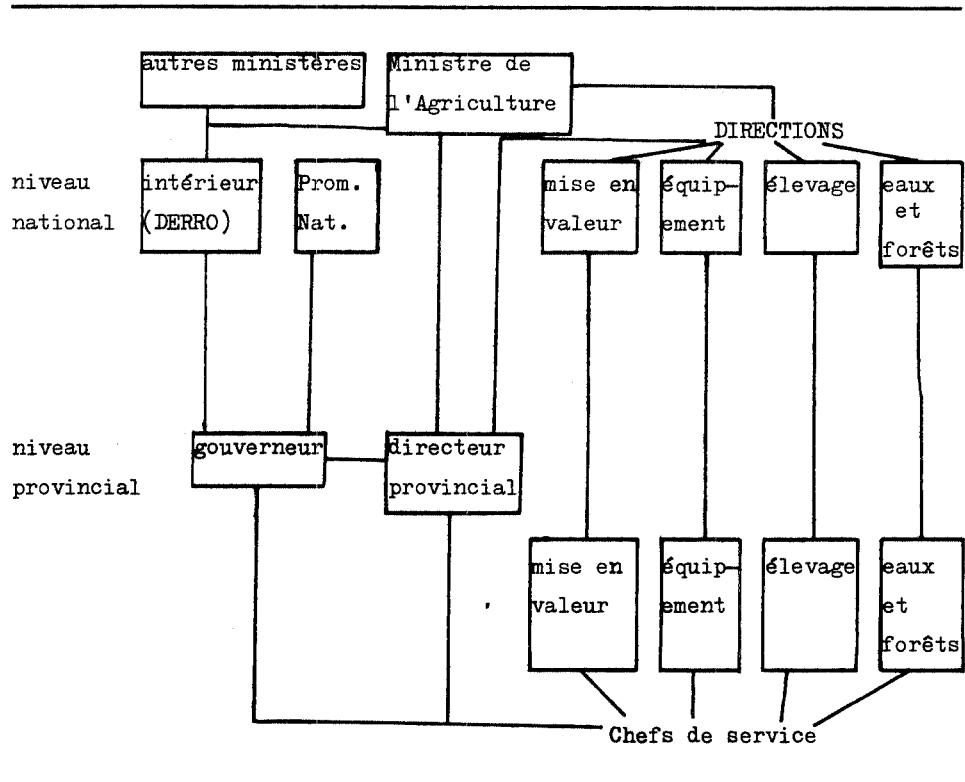 autres ministères
Ministre de
l'Agriculture
DIRECTIONS
niveau
national
intérieur
(DERRO)
Prom.
Nat.
mise en
valeur
équip-
ement
élevage
eaux
et
forêts
niveau
provincial
gouverneur
directeur
provincial
mise en
valeur
équip-
ement
élevage
eaux
et
forêts
Chefs de service